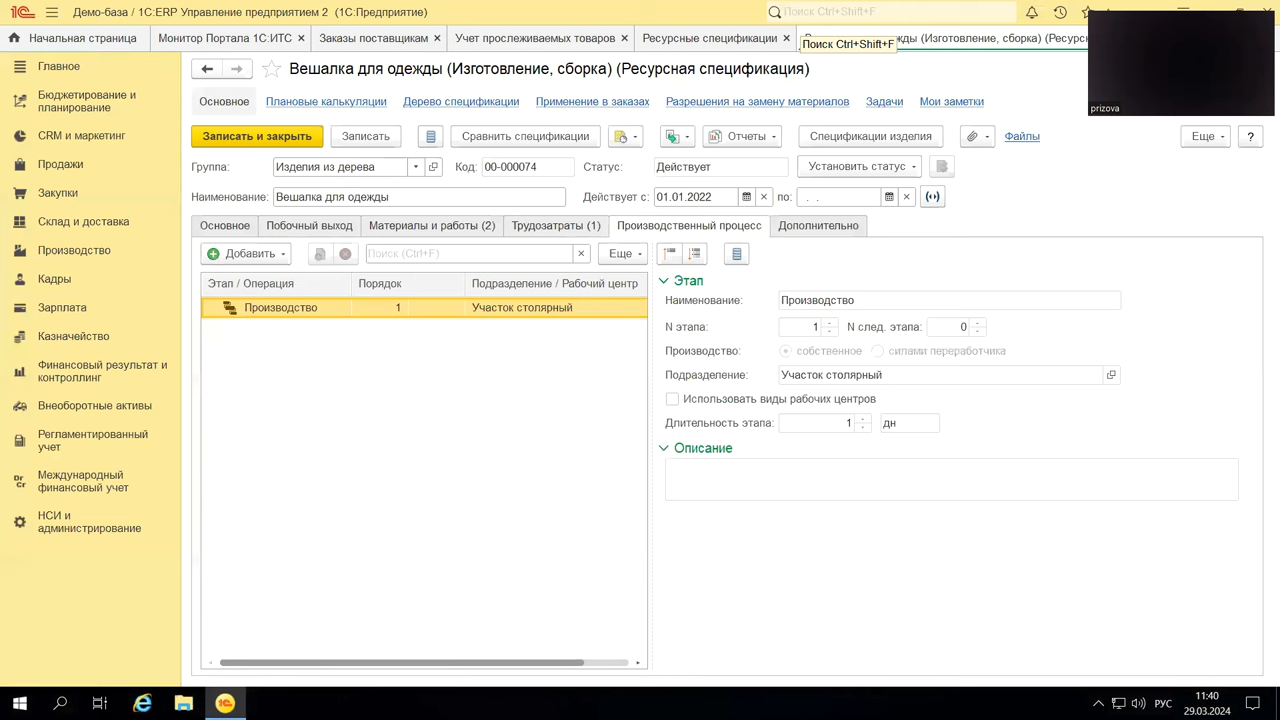 Демо-база / 1С:ERP Управление предприятием 2 (1С:Предприятие)
Поиск Ctrl+Shift+F
Начальная страница
Монитор Портала 1С:ИТС ×
Заказы поставщикам ×
Учет прослеживаемых товаров ×
Ресурсные спецификации ×
Поиск Ctrl+Shift+F
жды (Изготовление, сборка) (Ресурсн
prizova
Главное
Бюджетирование и
планирование
CRM и маркетинг
Продажи
Закупки
Склад и доставка
Производство
Кадры
Зарплата
Казначейство
Финансовый результат и
контроллинг
Внеоборотные активы
Регламентированный
учет
Международный
финансовый учет
НСИ и
администрирование
Вешалка для одежды (Изготовление, сборка) (Ресурсная спецификация)
Основное Плановые калькуляции Дерево спецификации Применение в заказах Разрешения на замену материалов Задачи Мои заметки
Записать и закрыть Записать Сравнить спецификации Отчеты Спецификации изделия Файлы Еще ?
Группа: Изделия из дерева Код: 00-000074 Статус: Действует Установить статус
Наименование: Вешалка для одежды Действует с: 01.01.2022 × по: . . ×
Основное Побочный выход Материалы и работы (2) Трудозатраты (1) Производственный процесс Дополнительно
Добавить Поиск (Ctrl+F) × Еще
Этап / Операция Порядок Подразделение / Рабочий центр
Производство 1 Участок столярный
Этап
Наименование: Производство
N этапа: 1 N след. этапа: 0
Производство: собственное силами переработчика
Подразделение: Участок столярный
Использовать виды рабочих центров
Длительность этапа: 1 дн
Описание
РУС
11:40
29.03.2024